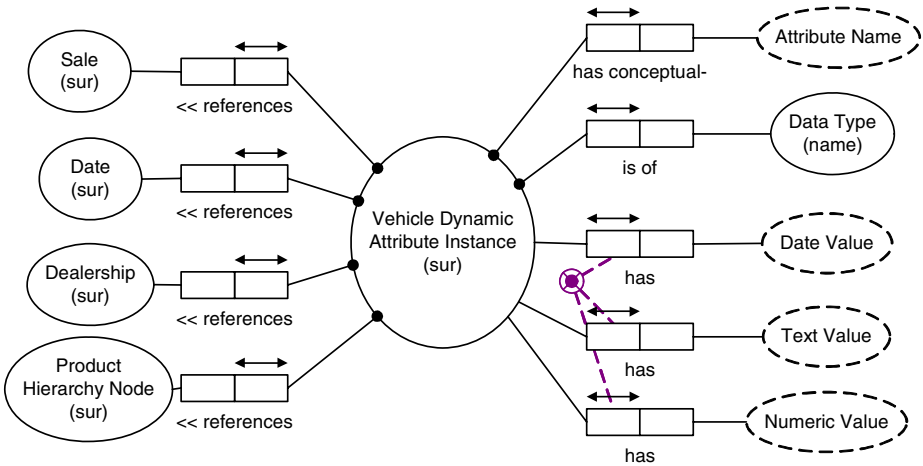 Sale
(sur)
<< references
Date
(sur)
<< references
Dealership
(sur)
<< references
Product
Hierarchy Node
(sur)
<< references
Vehicle Dynamic
Attribute Instance
(sur)
has conceptual-
Attribute Name
is of
Data Type
(name)
has
Date Value
has
Text Value
has
Numeric Value